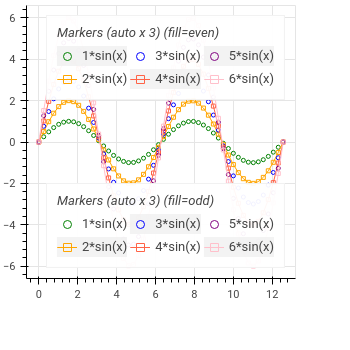 Markers (auto x 3) (fill=even)
1*sin(x) 3*sin(x) 5*sin(x)
2*sin(x) 4*sin(x) 6*sin(x)
Markers (auto x 3) (fill=odd)
1*sin(x) 3*sin(x) 5*sin(x)
2*sin(x) 4*sin(x) 6*sin(x)
6
4
2
0
−2
−4
−6
0 2 4 6 8 10 12